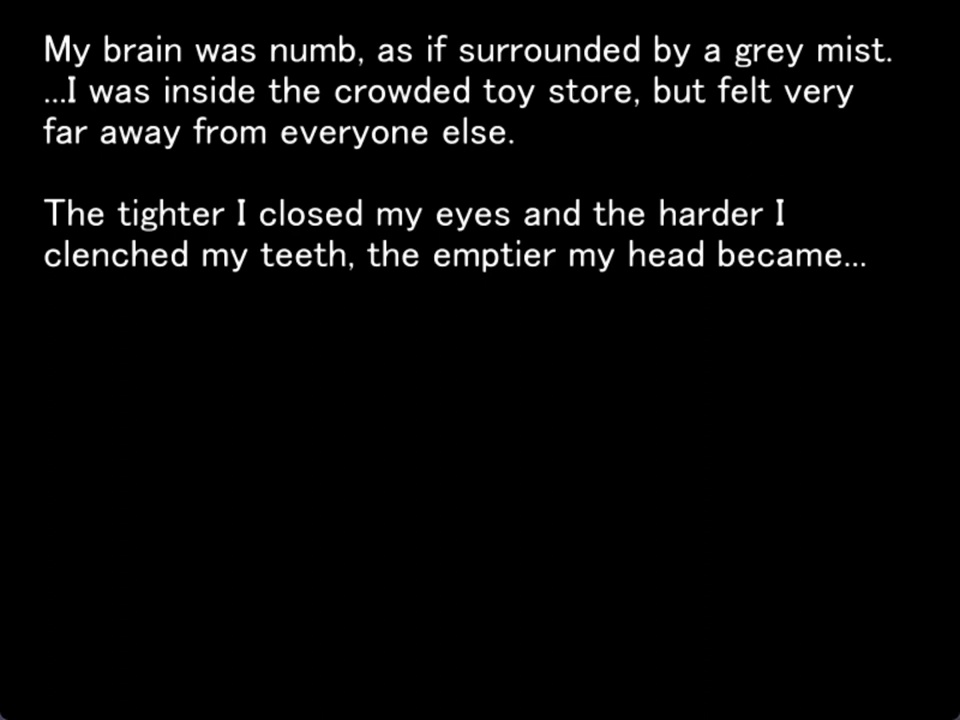 My brain was numb, as if surrounded by a grey mist.
...I was inside the crowded toy store, but felt very
far away from everyone else.
The tighter I closed my eyes and the harder I
clenched my teeth, the emptier my head became...